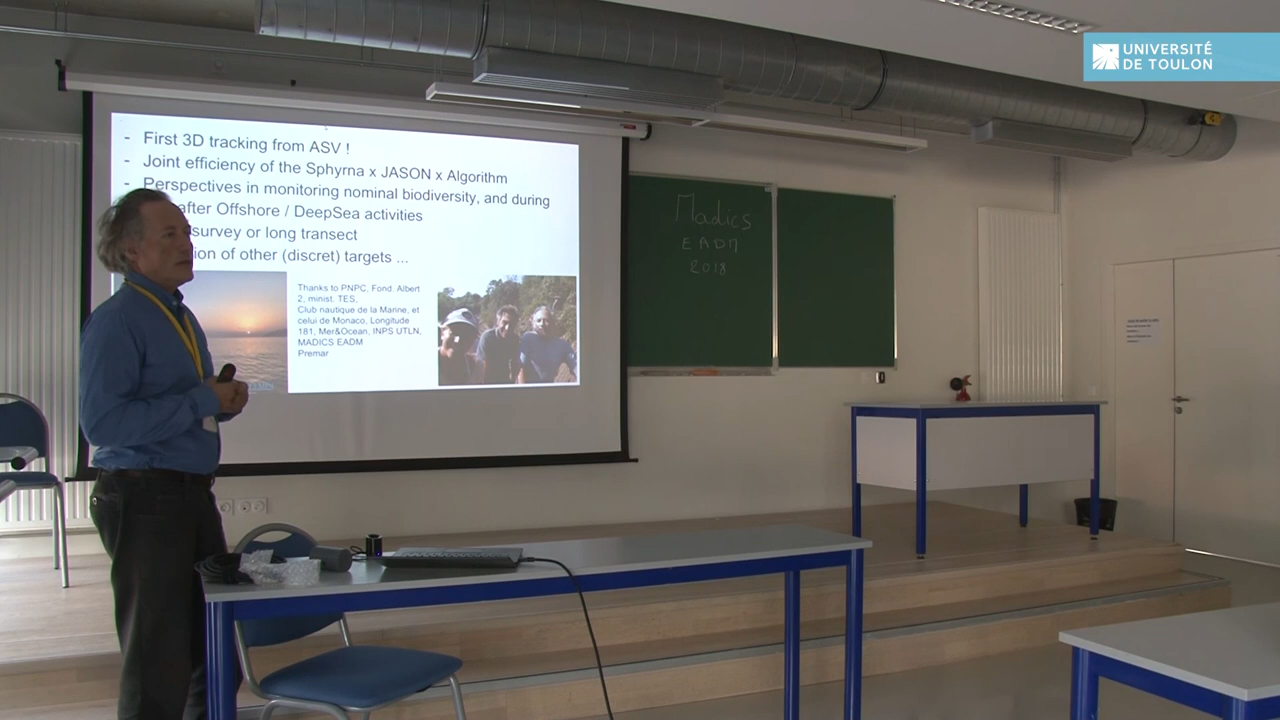 UNIVERSITÉ
DE TOULON
- First 3D tracking from ASV !
- Joint efficiency of the Sphyrna x JASON x Algorithm
- Perspectives in monitoring nominal biodiversity, and during
after Offshore / DeepSea activities
survey or long transect
of other (discret) targets ...
Thanks to PNPC, Fond. Albert
2, minist. TES,
Club nautique de la Marine, et
celui de Monaco, Longitude
181, Mer&Ocean, INPS UTLN,
MADICS EADM
Premar
Madics
EADM
2018